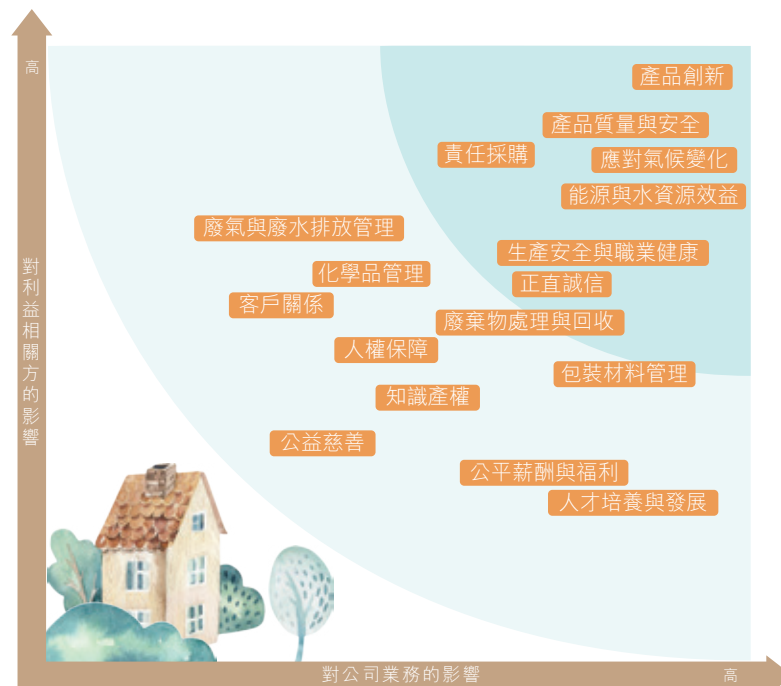 高
產品創新
產品質量與安全
責任採購
應對氣候變化
能源與水資源效益
廢氣與廢水排放管理
生產安全與職業健康
化學品管理
正直誠信
客戶關係
廢棄物處理與回收
人權保障
包裝材料管理
知識產權
公益慈善
公平薪酬與福利
人才培養與發展
對利益相關方的影響
對公司業務的影響
高